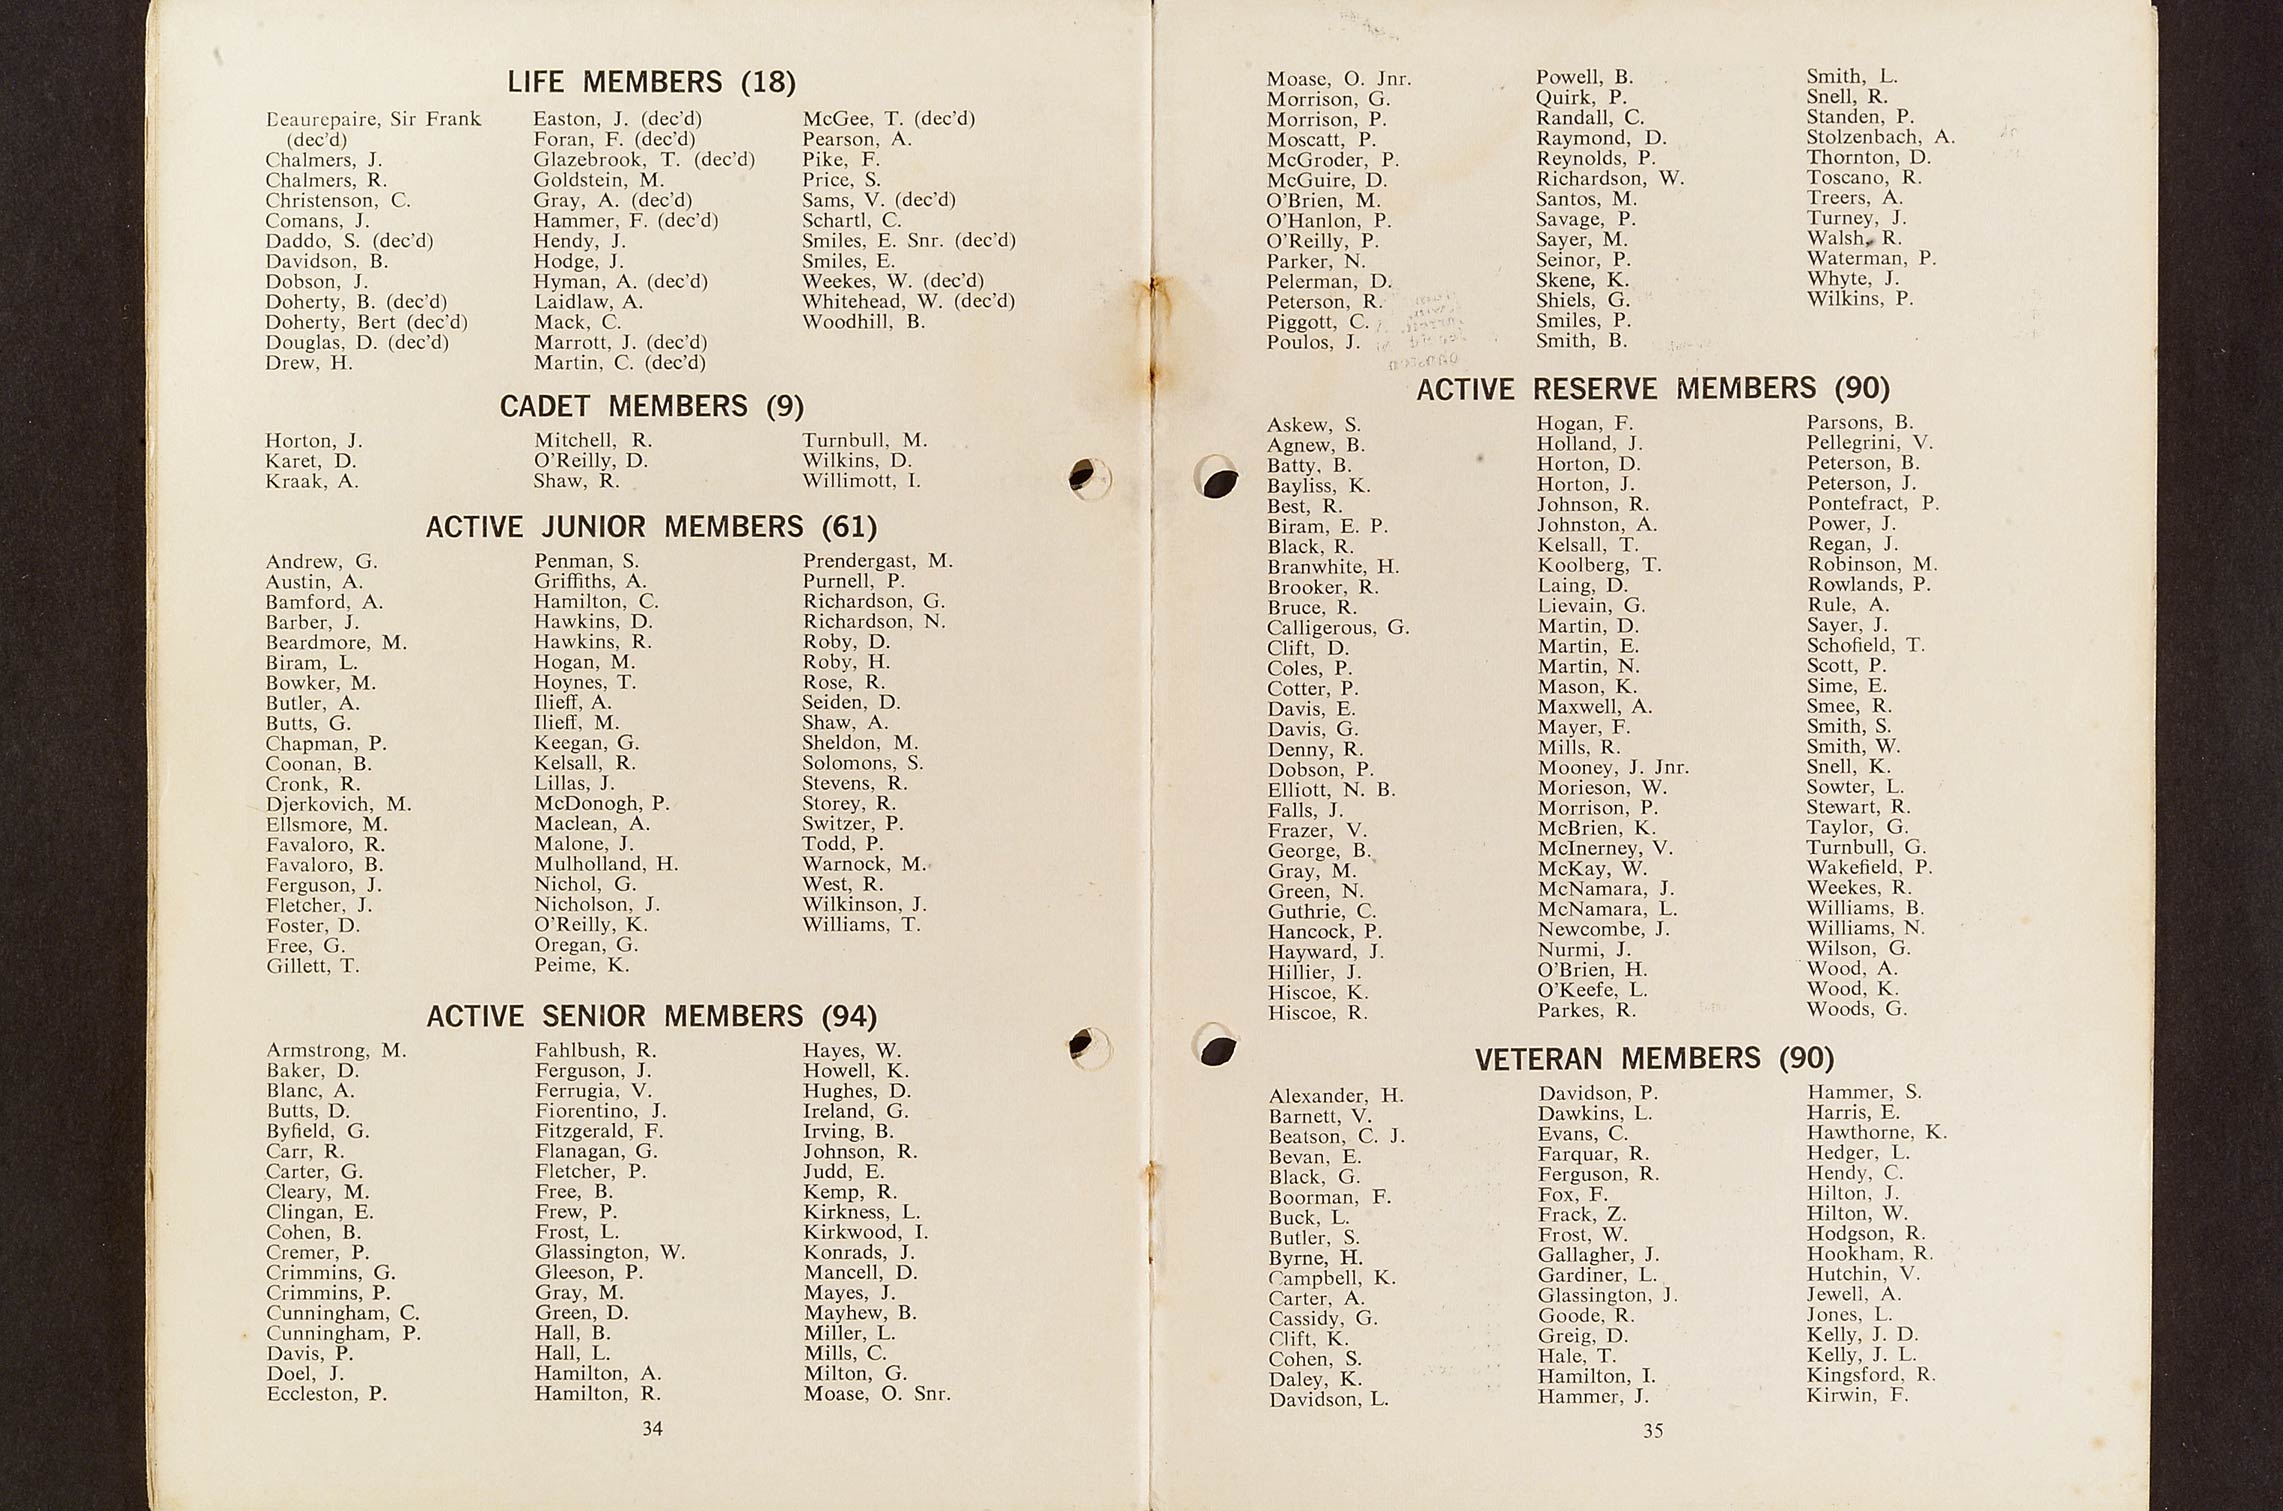 LIFE MEMBERS (18)
Beaurepaire, Sir Frank
(dec'd)
Chalmers, J.
Chalmers, R.
Christenson, C.
Comans, J.
Daddo, S. (dec'd)
Davidson, B.
Dobson, J.
Doherty, B. (dec'd)
Doherty, Bert (dec'd)
Douglas, D. (dec'd)
Drew, H.
Easton, J. (dec'd)
Foran, F. (dec'd)
Glazebrook, T. (dec'd)
Goldstein, M.
Gray, A. (dec'd)
Hammer, F. (dec'd)
Hendy, J.
Hodge, J.
Hyman, A. (dec'd)
Laidlaw, A.
Mack, C.
Marrott, J. (dec'd)
Martin, C. (dec'd)
McGee, T. (dec'd)
Pearson, A.
Pike, F.
Price, S.
Sams, V. (dec'd)
Schartl, C.
Smiles, E. Snr. (dec'd)
Smiles, E.
Weekes, W. (dec'd)
Whitehead, W. (dec'd)
Woodhill, B.
CADET MEMBERS (9)
Horton, J.
Karet, D.
Kraak, A.
Mitchell, R.
O'Reilly, D.
Shaw, R.
Turnbull, M.
Wilkins, D.
Willimott, I.
ACTIVE JUNIOR MEMBERS (61)
Andrew, G.
Austin, A.
Bamford, A.
Barber, J.
Beardmore, M.
Biram, L.
Bowker, M.
Butler, A.
Butts, G.
Chapman, P.
Coonan, B.
Cronk, R.
Djerkovich, M.
Ellsmore, M.
Favaloro, R.
Favaloro, B.
Ferguson, J.
Fletcher, J.
Foster, D.
Free, G.
Gillett, T.
Penman, S.
Griffiths, A.
Hamilton, C.
Hawkins, D.
Hawkins, R.
Hogan, M.
Hoynes, T.
Ilieff, A.
Ilieff, M.
Keegan, G.
Kelsall, R.
Lillas, J.
McDonogh, P.
Maclean, A.
Malone, J.
Mulholland, H.
Nichol, G.
Nicholson, J.
O'Reilly, K.
Oregan, G.
Peime, K.
Prendergast, M.
Purnell, P.
Richardson, G.
Richardson, N.
Roby, D.
Roby, H.
Rose, R.
Seiden, D.
Shaw, A.
Sheldon, M.
Solomons, S.
Stevens, R.
Storey, R.
Switzer, P.
Todd, P.
Warnock, M.
West, R.
Wilkinson, J.
Williams, T.
ACTIVE SENIOR MEMBERS (94)
Armstrong, M.
Baker, D.
Blanc, A.
Butts, D.
Byfield, G.
Carr, R.
Carter, G.
Cleary, M.
Clingan, E.
Cohen, B.
Cremer, P.
Crimmins, G.
Crimmins, P.
Cunningham, C.
Cunningham, P.
Davis, P.
Doel, J.
Eccleston, P.
Fahlbush, R.
Ferguson, J.
Ferrugia, V.
Fiorentino, J.
Fitzgerald, F.
Flanagan, G.
Fletcher, P.
Free, B.
Frew, P.
Frost, L.
Glassington, W.
Gleeson, P.
Gray, M.
Green, D.
Hall, B.
Hall, L.
Hamilton, A.
Hamilton, R.
Hayes, W.
Howell, K.
Hughes, D.
Ireland, G.
Irving, B.
Johnson, R.
Judd, E.
Kemp, R.
Kirkness, L.
Kirkwood, I.
Konrads, J.
Mancell, D.
Mayes, J.
Mayhew, B.
Miller, L.
Mills, C.
Milton, G.
Moase, O. Snr.
34
Moase, O. Jnr.
Morrison, G.
Morrison, P.
Moscatt, P.
McGroder, P.
McGuire, D.
O'Brien, M.
O'Hanlon, P.
O'Reilly, P.
Parker, N.
Pelerman, D.
Peterson, R.
Piggott, C.
Poulos, J.
Powell, B.
Quirk, P.
Randall, C.
Raymond, D.
Reynolds, P.
Richardson, W.
Santos, M.
Savage, P.
Sayer, M.
Seinor, P.
Skene, K.
Shiels, G.
Smiles, P.
Smith, B.
Smith, L.
Snell, R.
Standen, P.
Stolzenbach, A.
Thornton, D.
Toscano, R.
Treers, A.
Turney, J.
Walsh, R.
Waterman, P.
Whyte, J.
Wilkins, P.
ACTIVE RESERVE MEMBERS (90)
Askew, S.
Agnew, B.
Batty, B.
Bayliss, K.
Best, R.
Biram, E. P.
Black, R.
Branwhite, H.
Brooker, R.
Bruce, R.
Calligerous, G.
Clift, D.
Coles, P.
Cotter, P.
Davis, E.
Davis, G.
Denny, R.
Dobson, P.
Elliott, N. B.
Falls, J.
Frazer, V.
George, B.
Gray, M.
Green, N.
Guthrie, C.
Hancock, P.
Hayward, J.
Hillier, J.
Hiscoe, K.
Hiscoe, R.
Hogan, F.
Holland, J.
Horton, D.
Horton, J.
Johnson, R.
Johnston, A.
Kelsall, T.
Koolberg, T.
Laing, D.
Lievain, G.
Martin, D.
Martin, E.
Martin, N.
Mason, K.
Maxwell, A.
Mayer, F.
Mills, R.
Mooney, J. Jnr.
Morieson, W.
Morrison, P.
McBrien, K.
McInerney, V.
McKay, W.
McNamara, J.
McNamara, L.
Newcombe, J.
Nurmi, J.
O'Brien, H.
O'Keefe, L.
Parkes, R.
Parsons, B.
Pellegrini, V.
Peterson, B.
Peterson, J.
Pontefract, P.
Power, J.
Regan, J.
Robinson, M.
Rowlands, P.
Rule, A.
Sayer, J.
Schofield, T.
Scott, P.
Sime, E.
Smee, R.
Smith, S.
Smith, W.
Snell, K.
Sowter, L.
Stewart, R.
Taylor, G.
Turnbull, G.
Wakefield, P.
Weekes, R.
Williams, B.
Williams, N.
Wilson, G.
Wood, A.
Wood, K.
Woods, G.
VETERAN MEMBERS (90)
Alexander, H.
Barnett, V.
Beatson, C. J.
Bevan, E.
Black, G.
Boorman, F.
Buck, L.
Butler, S.
Byrne, H.
Campbell, K.
Carter, A.
Cassidy, G.
Clift, K.
Cohen, S.
Daley, K.
Davidson, L.
Davidson, P.
Dawkins, L.
Evans, C.
Farquar, R.
Ferguson, R.
Fox, F.
Frack, Z.
Frost, W.
Gallagher, J.
Gardiner, L.
Glassington, J.
Goode, R.
Greig, D.
Hale, T.
Hamilton, I.
Hammer, J.
Hammer, S.
Harris, E.
Hawthorne, K.
Hedger, L.
Hendy, C.
Hilton, J.
Hilton, W.
Hodgson, R.
Hookham, R.
Hutchin, V.
Jewell, A.
Jones, L.
Kelly, J. D.
Kelly, J. L.
Kingsford, R.
Kirwin, F.
35